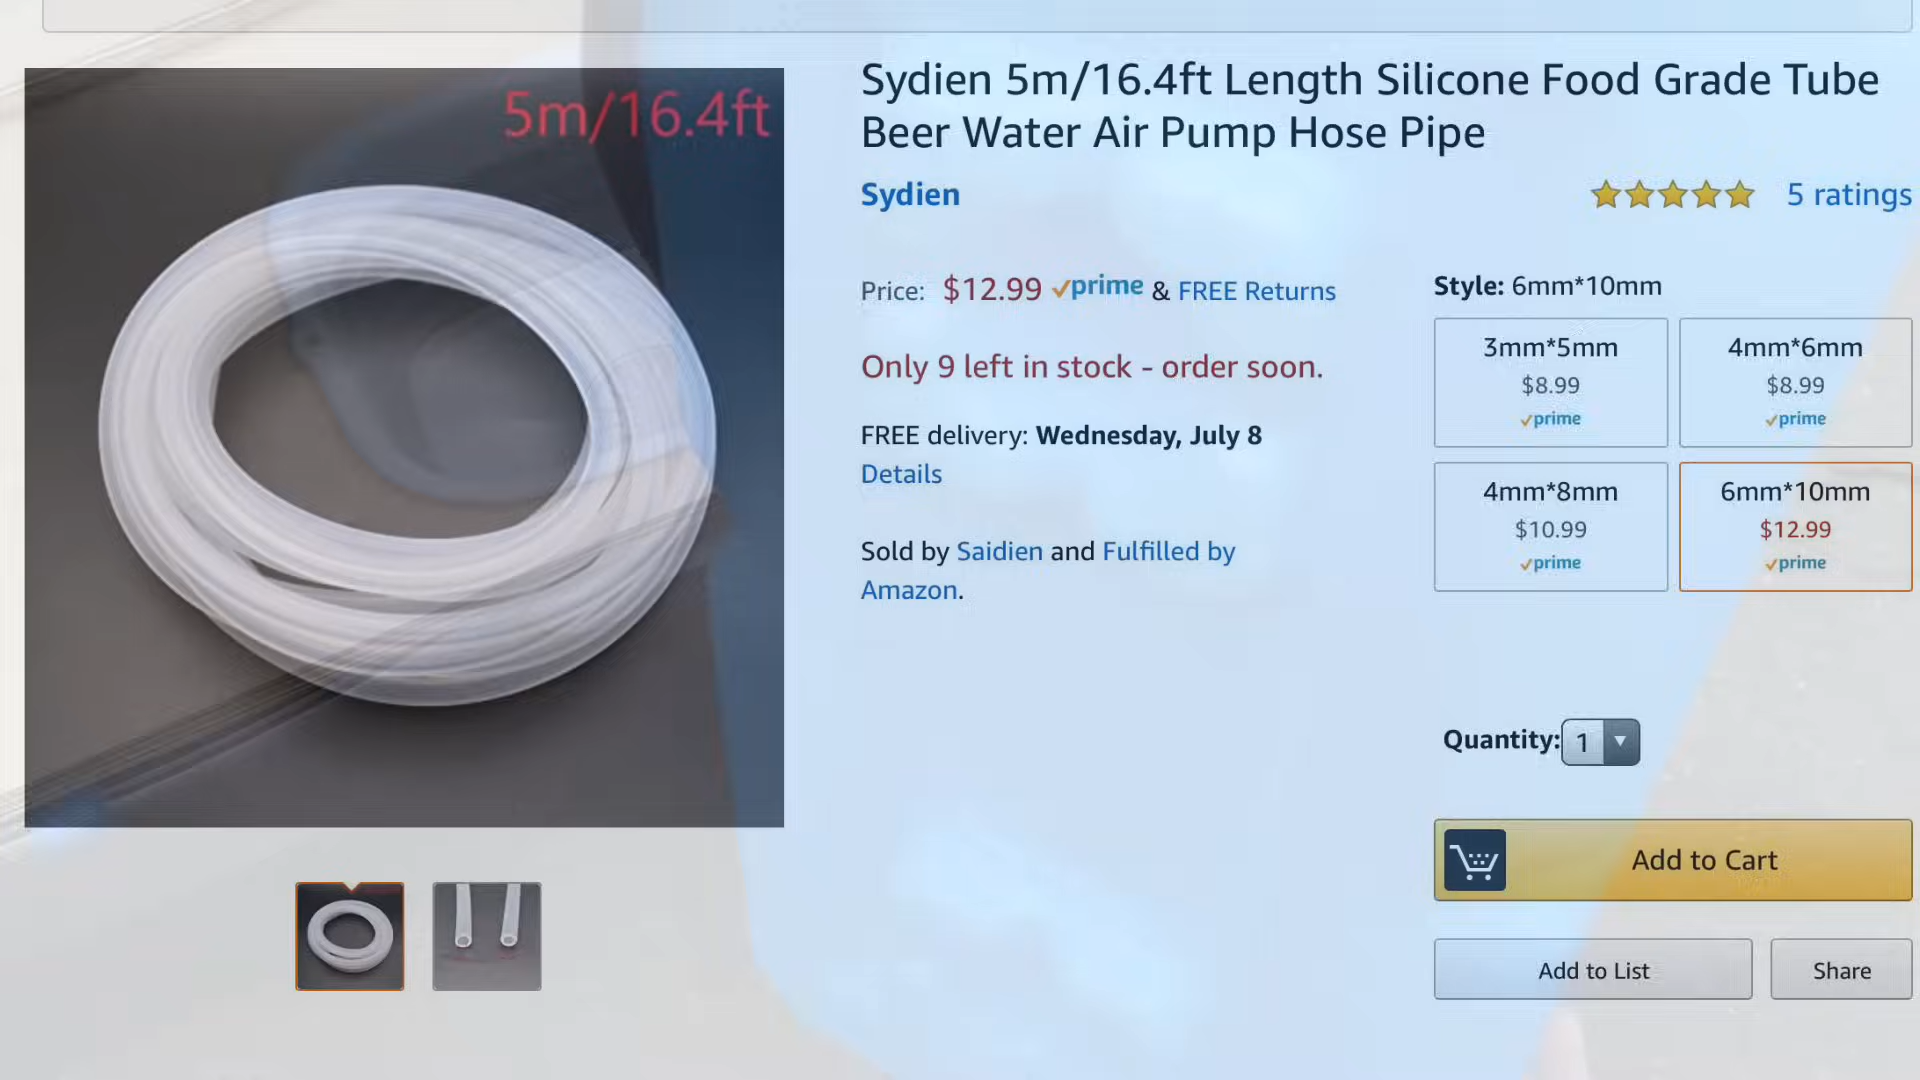 5m/16.4ft
Sydien 5m/16.4ft Length Silicone Food Grade Tube
Beer Water Air Pump Hose Pipe
Sydien
5 ratings
Price: $12.99 prime & FREE Returns
Only 9 left in stock - order soon.
FREE delivery: Wednesday, July 8
Details
Sold by Saidien and Fulfilled by
Amazon.
Style: 6mm*10mm
3mm*5mm
$8.99
prime
4mm*6mm
$8.99
prime
4mm*8mm
$10.99
prime
6mm*10mm
$12.99
prime
Quantity: 1
Add to Cart
Add to List
Share